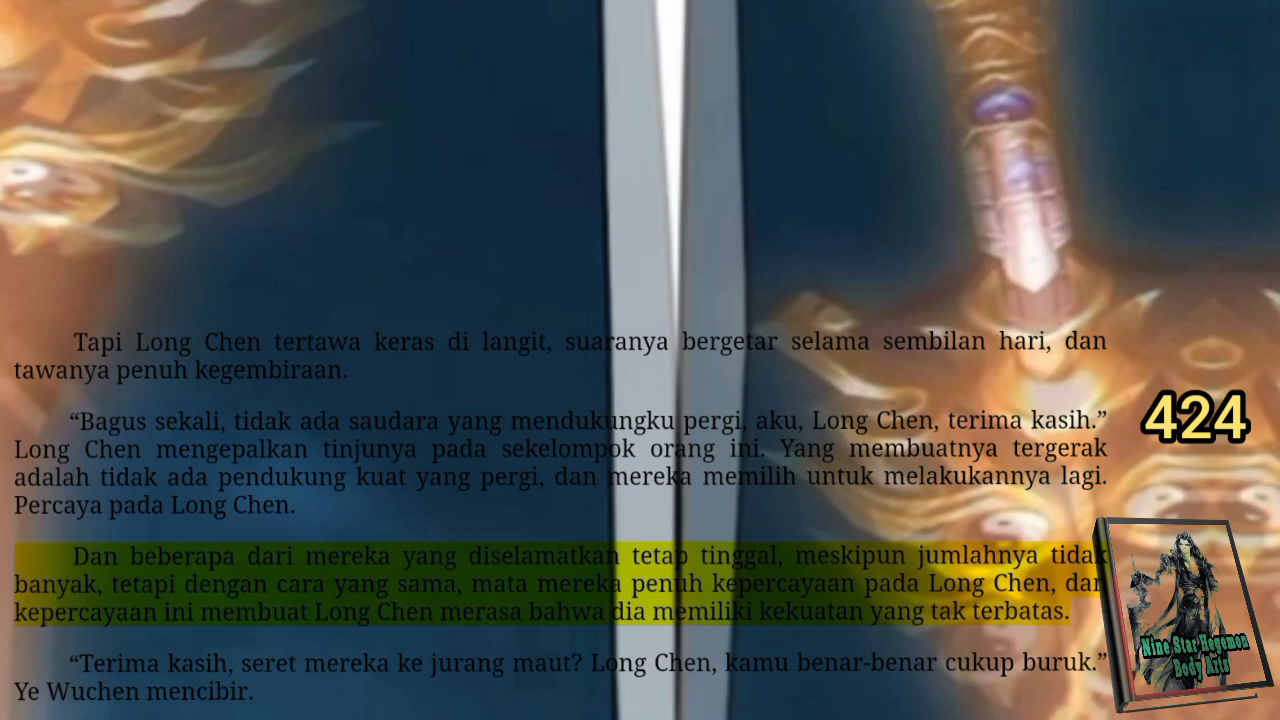 Tapi Long Chen tertawa keras di langit, suaranya bergetar selama sembilan hari, dan
tawanya penuh kegembiraan.
“Bagus sekali, tidak ada saudara yang mendukungku pergi, aku, Long Chen, terima kasih.”
Long Chen mengepalkan tinjunya pada sekelompok orang ini. Yang membuatnya tergerak
adalah tidak ada pendukung kuat yang pergi, dan mereka memilih untuk melakukannya lagi.
Percaya pada Long Chen.
Dan beberapa dari mereka yang diselamatkan tetap tinggal, meskipun jumlahnya tidak
banyak, tetapi dengan cara yang sama, mata mereka penuh kepercayaan pada Long Chen, dan
kepercayaan ini membuat Long Chen merasa bahwa dia memiliki kekuatan yang tak terbatas.
“Terima kasih, seret mereka ke jurang maut? Long Chen, kamu benar-benar cukup buruk.”
Ye Wuchen mencibir.
424
Nine Star Hegemon
Body Arts